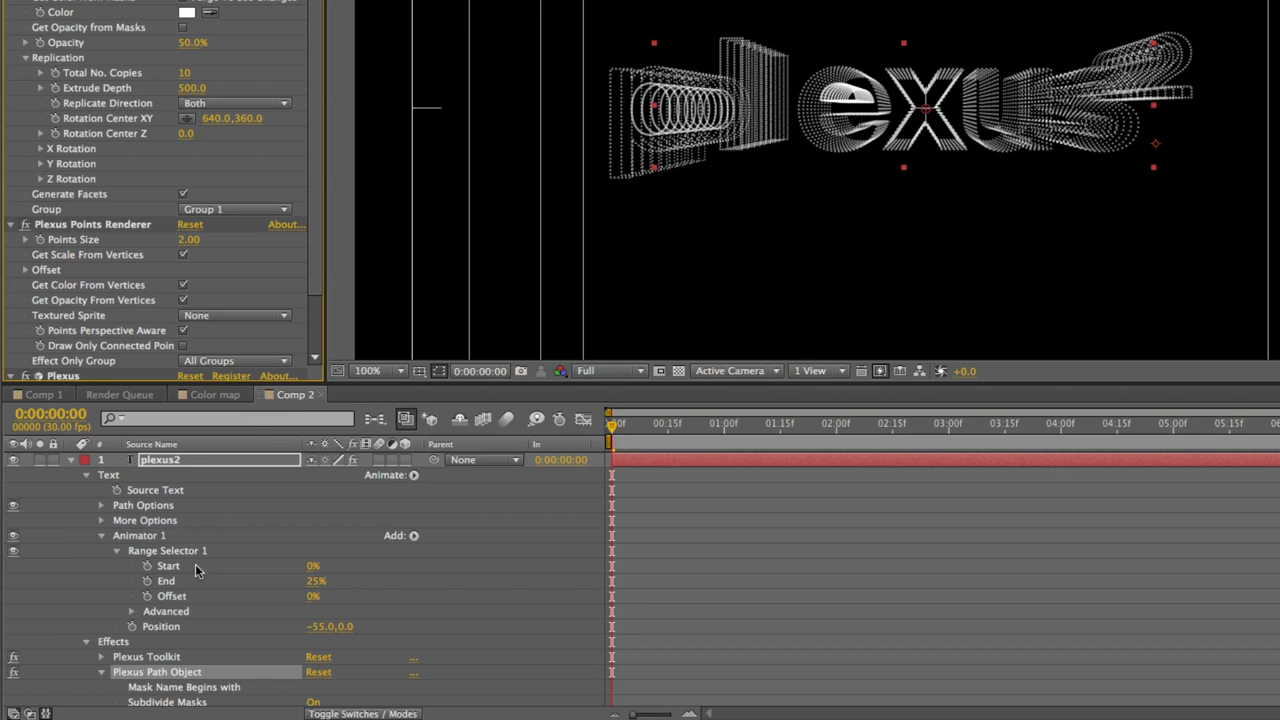 Color
Get Opacity from Masks
Opacity 50.0%
Replication
Total No. Copies 10
Extrude Depth 500.0
Replicate Direction Both
Rotation Center XY 640.0,360.0
Rotation Center Z 0.0
X Rotation
Y Rotation
Z Rotation
Generate Facets
Group Group 1
fx Plexus Points Renderer Reset About...
Points Size 2.00
Get Scale From Vertices
Offset
Get Color From Vertices
Get Opacity From Vertices
Textured Sprite None
Points Perspective Aware
Draw Only Connected Poin
Effect Only Group All Groups
fx Plexus Reset Register About...
plexus2
100% 0:00:00:00 Full Active Camera 1 View +0.0
Comp 1 Render Queue Color map Comp 2
0:00:00:00
00000 (30.00 fps)
:00f 00:15f 01:00f 01:15f 02:00f 02:15f 03:00f 03:15f 04:00f 04:15f 05:00f 05:15f 06
# Source Name Parent In
1 T plexus2 fx None 0:00:00:00
Text Animate:
Source Text
Path Options
More Options
Animator 1 Add:
Range Selector 1
Start 0%
End 25%
Offset 0%
Advanced
Position -55.0,0.0
Effects
fx Plexus Toolkit Reset ...
fx Plexus Path Object Reset ...
Mask Name Begins with
Subdivide Masks On
Toggle Switches / Modes